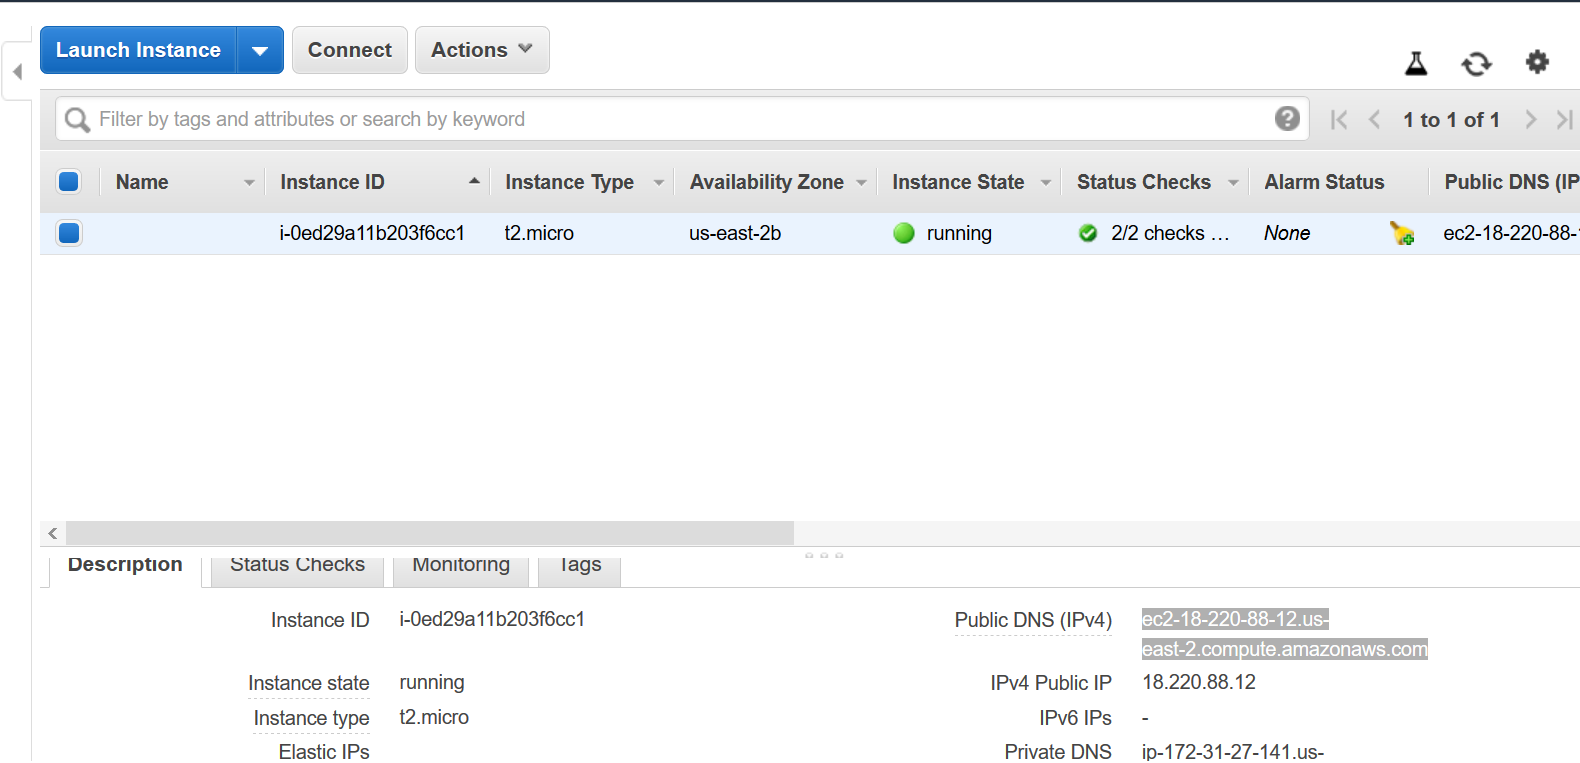 Launch Instance Connect Actions
Filter by tags and attributes or search by keyword 1 to 1 of 1
Name Instance ID Instance Type Availability Zone Instance State Status Checks Alarm Status Public DNS (IP
i-0ed29a11b203f6cc1 t2.micro us-east-2b running 2/2 checks ... None ec2-18-220-88-
Description Status Checks Monitoring Tags
Instance ID i-0ed29a11b203f6cc1 Public DNS (IPv4) ec2-18-220-88-12.us-
east-2.compute.amazonaws.com
Instance state running IPv4 Public IP 18.220.88.12
Instance type t2.micro IPv6 IPs -
Elastic IPs Private DNS ip-172-31-27-141.us-